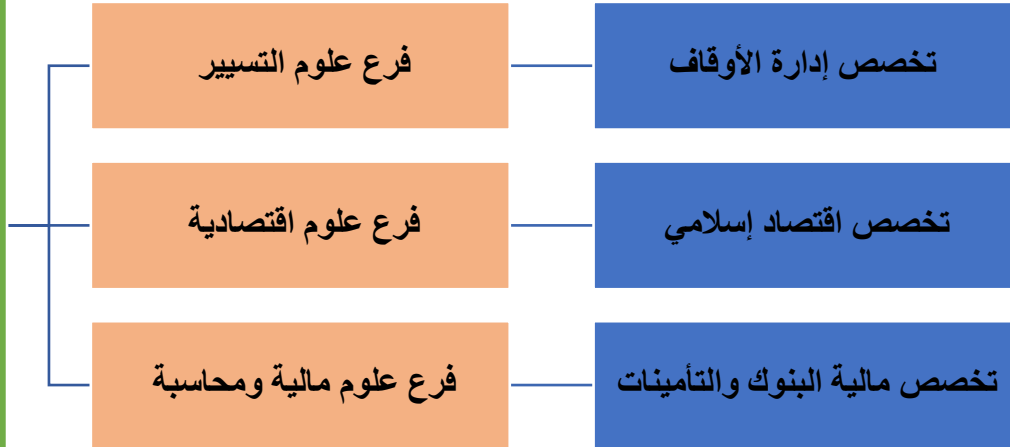 فرع علوم التسيير
تخصص إدارة الأوقاف
فرع علوم اقتصادية
تخصص اقتصاد إسلامي
فرع علوم مالية ومحاسبة
تخصص مالية البنوك والتأمينات